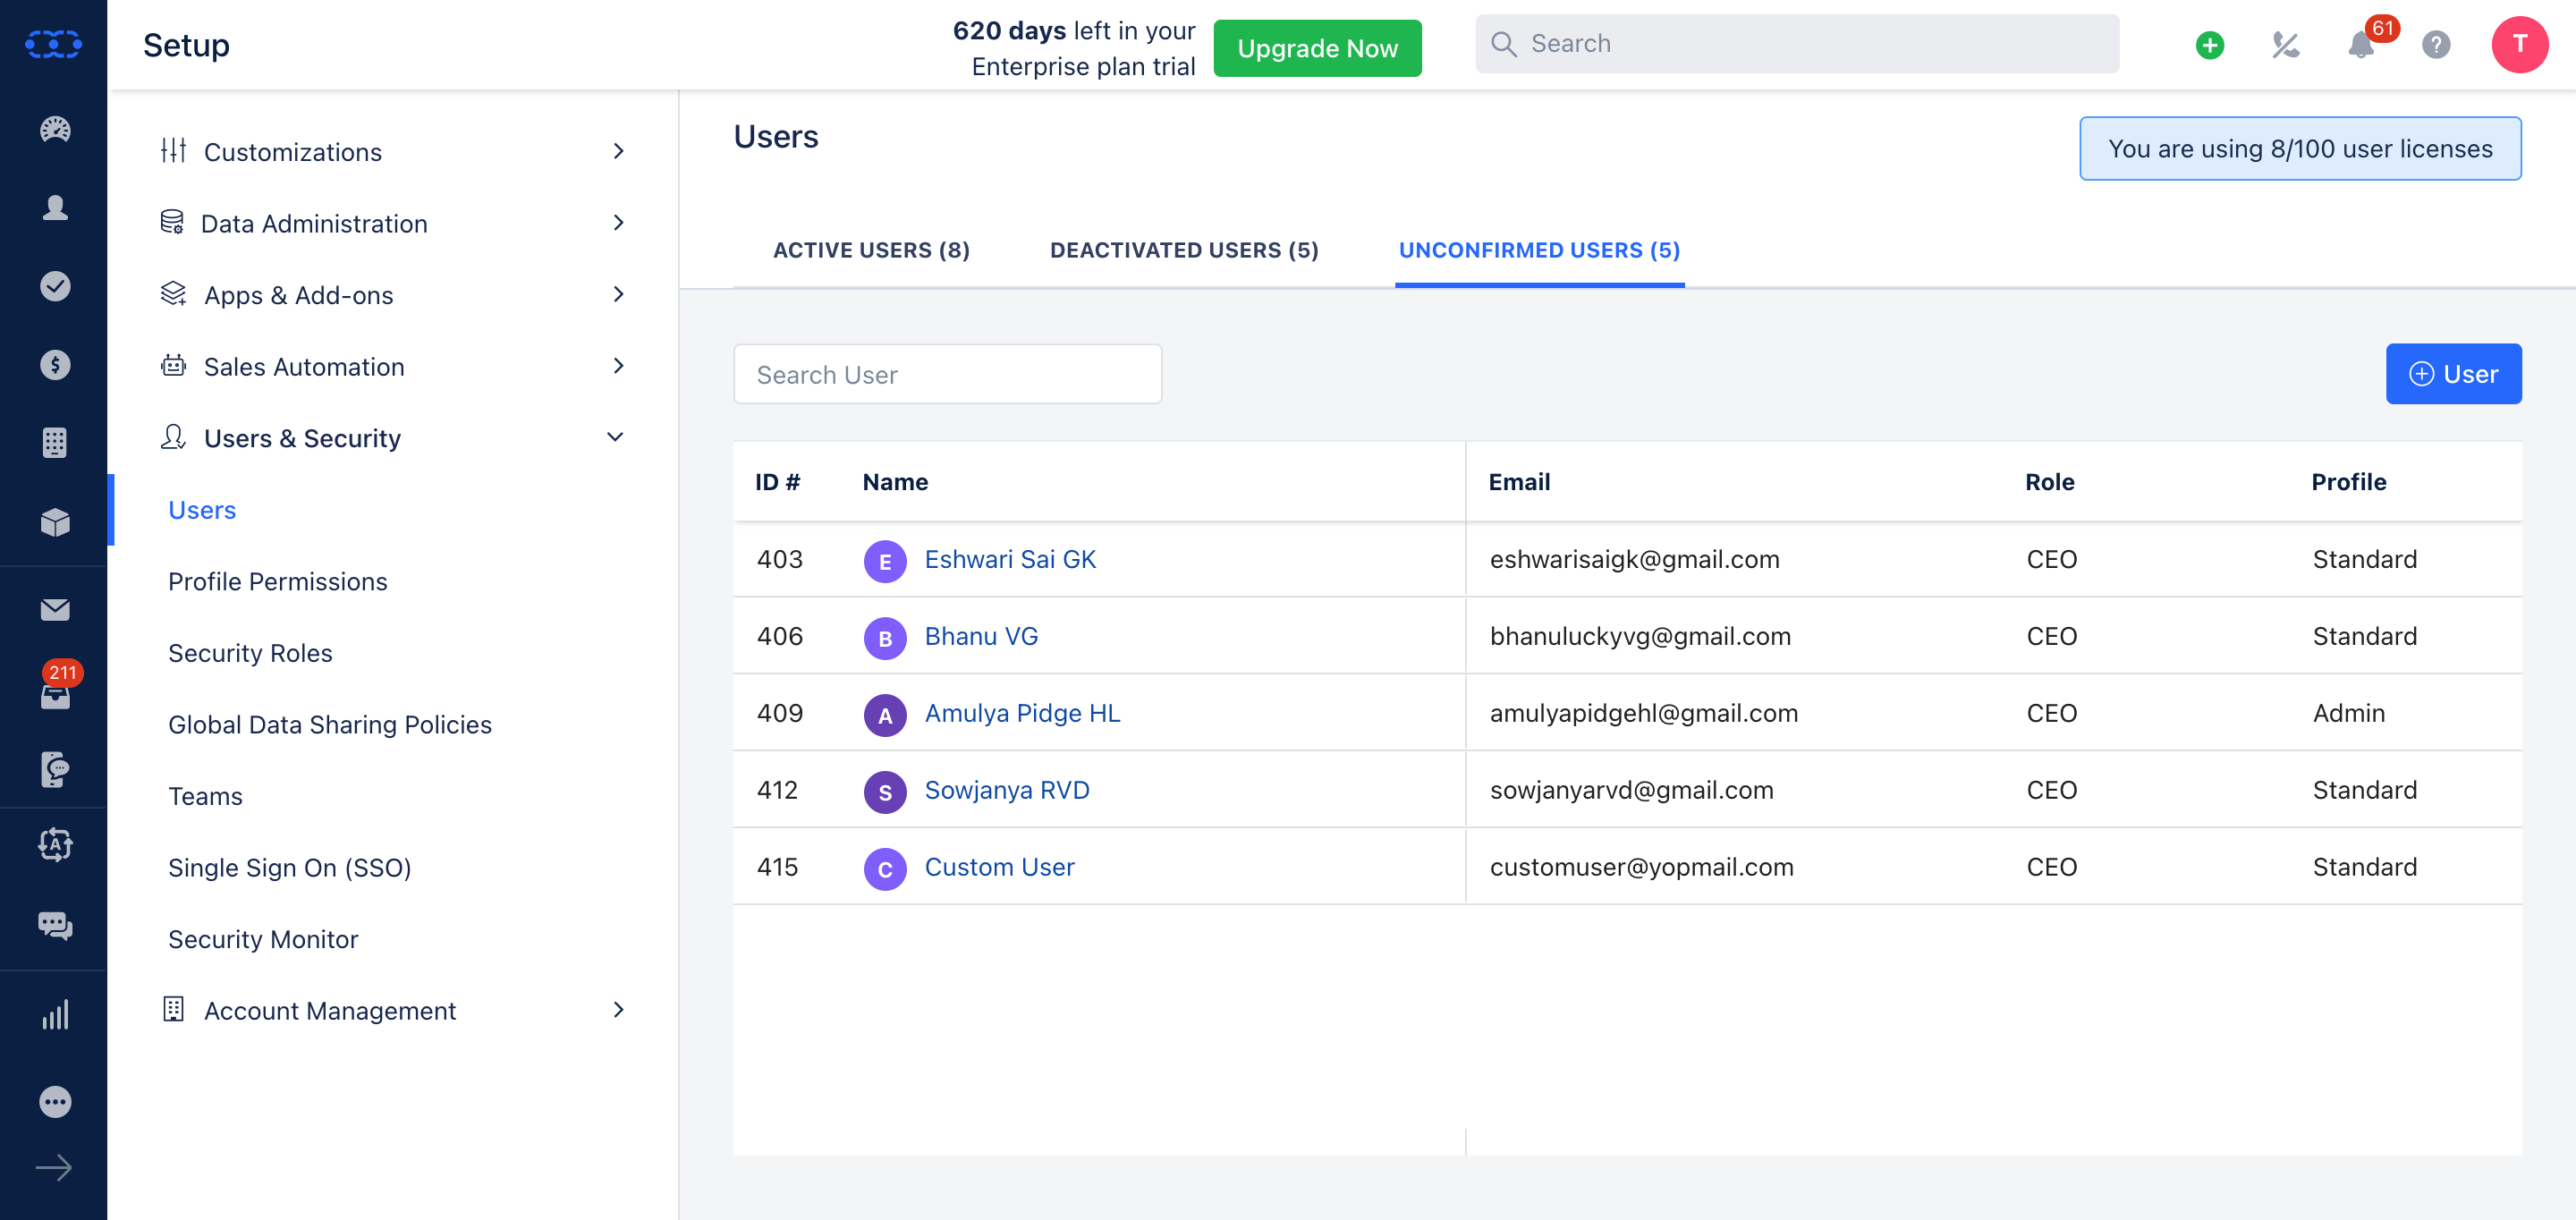 Setup
620 days left in your
Enterprise plan trial
Upgrade Now
Search
61
?
T
Customizations
Data Administration
Apps & Add-ons
Sales Automation
Users & Security
Users
Profile Permissions
Security Roles
Global Data Sharing Policies
Teams
Single Sign On (SSO)
Security Monitor
Account Management
$
211
A
Users
You are using 8/100 user licenses
ACTIVE USERS (8) DEACTIVATED USERS (5) UNCONFIRMED USERS (5)
Search User
User
ID # Name Email Role Profile
403 E Eshwari Sai GK eshwarisaigk@gmail.com CEO Standard
406 B Bhanu VG bhanuluckyvg@gmail.com CEO Standard
409 A Amulya Pidge HL amulyapidgehl@gmail.com CEO Admin
412 S Sowjanya RVD sowjanyarvd@gmail.com CEO Standard
415 C Custom User customuser@yopmail.com CEO Standard